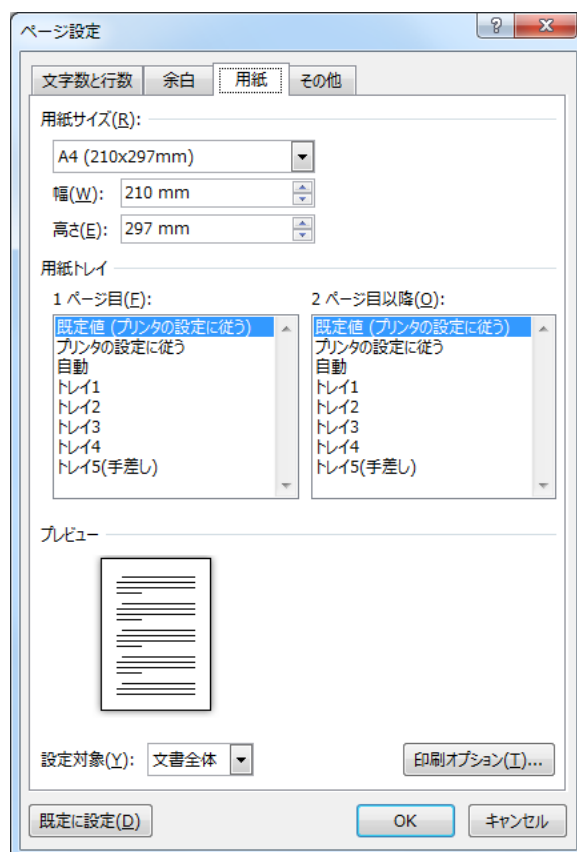 ページ設定
文字数と行数 余白 用紙 その他
用紙サイズ(R):
A4 (210x297mm)
幅(W): 210 mm
高さ(E): 297 mm
用紙トレイ
1 ページ目(F): 2 ページ目以降(O):
既定値 (プリンタの設定に従う) 既定値 (プリンタの設定に従う)
プリンタの設定に従う プリンタの設定に従う
自動 自動
トレイ1 トレイ1
トレイ2 トレイ2
トレイ3 トレイ3
トレイ4 トレイ4
トレイ5(手差し) トレイ5(手差し)
プレビュー
設定対象(Y): 文書全体 印刷オプション(T)...
既定に設定(D) OK キャンセル